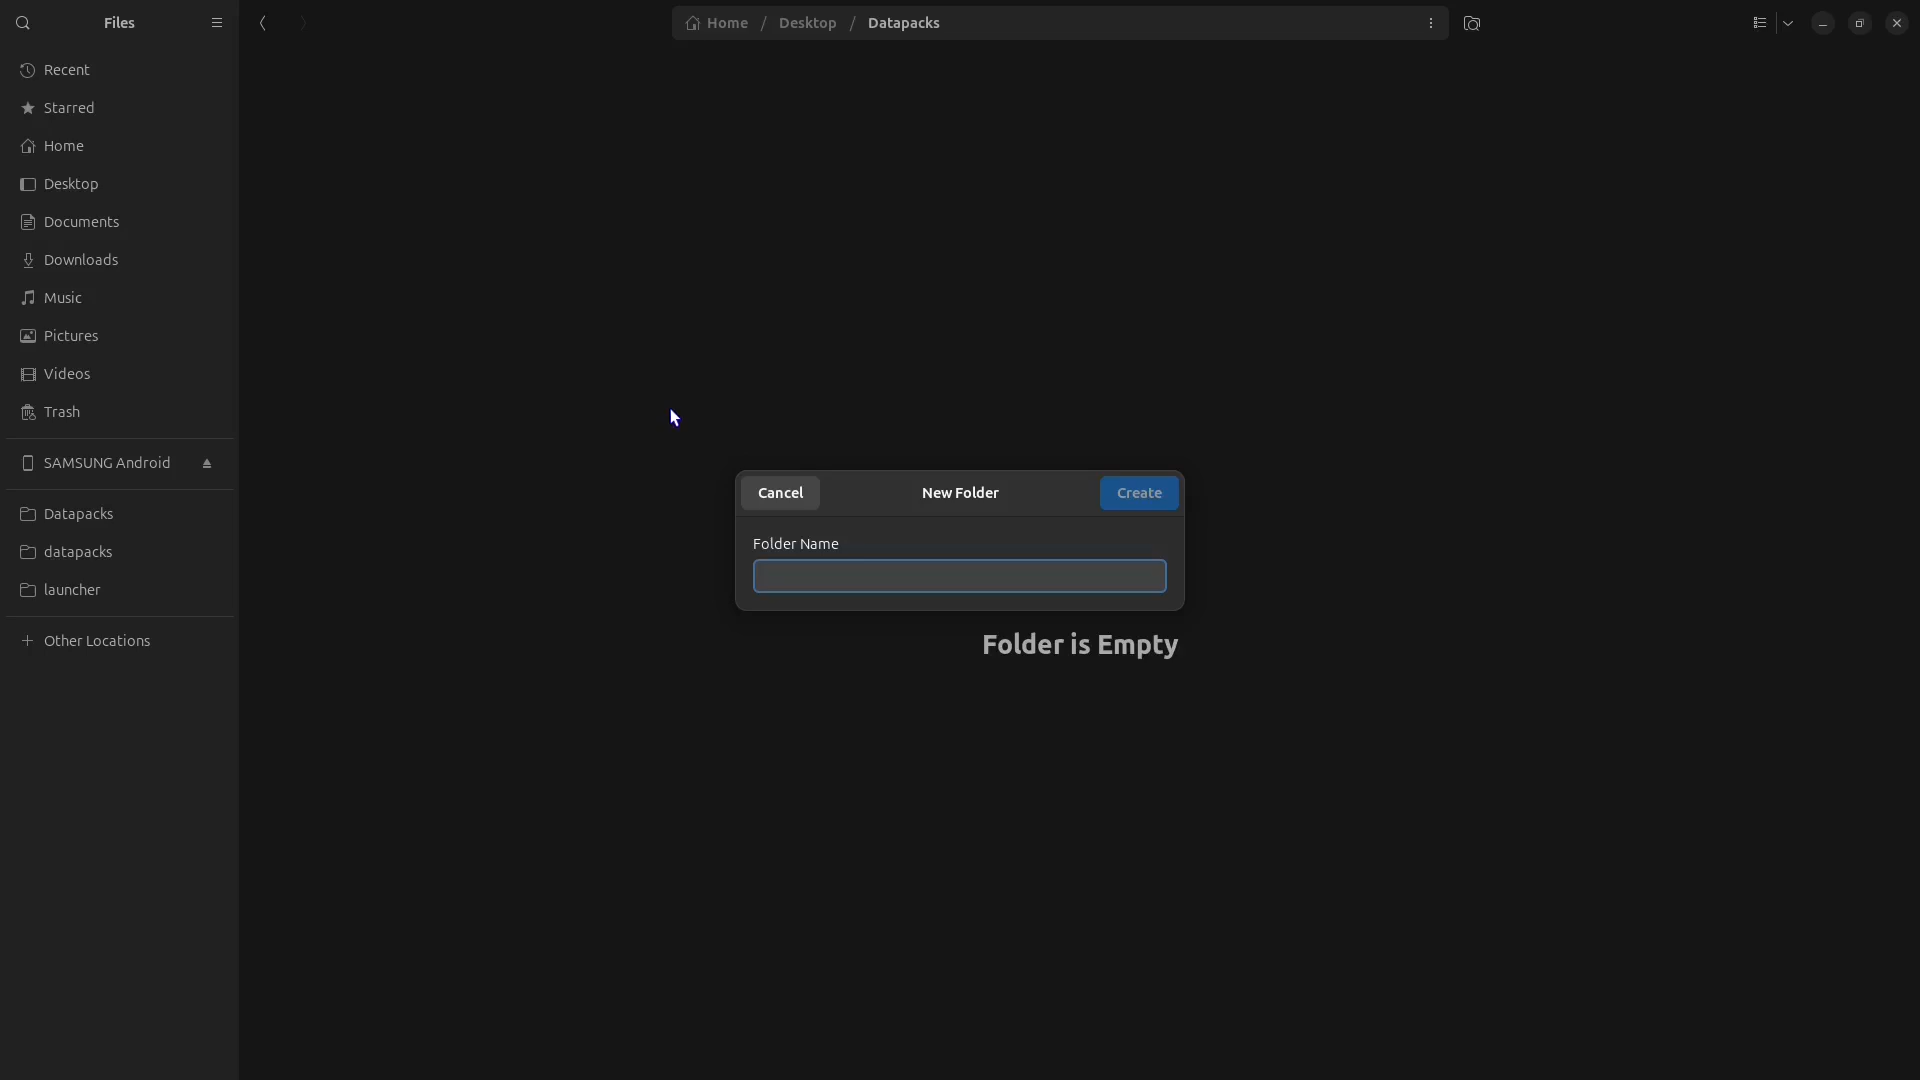 Files
Home / Desktop / Datapacks
Recent
Starred
Home
Desktop
Documents
Downloads
Music
Pictures
Videos
Trash
SAMSUNG Android
Datapacks
datapacks
launcher
Other Locations
Cancel
New Folder
Create
Folder Name
Folder is Empty